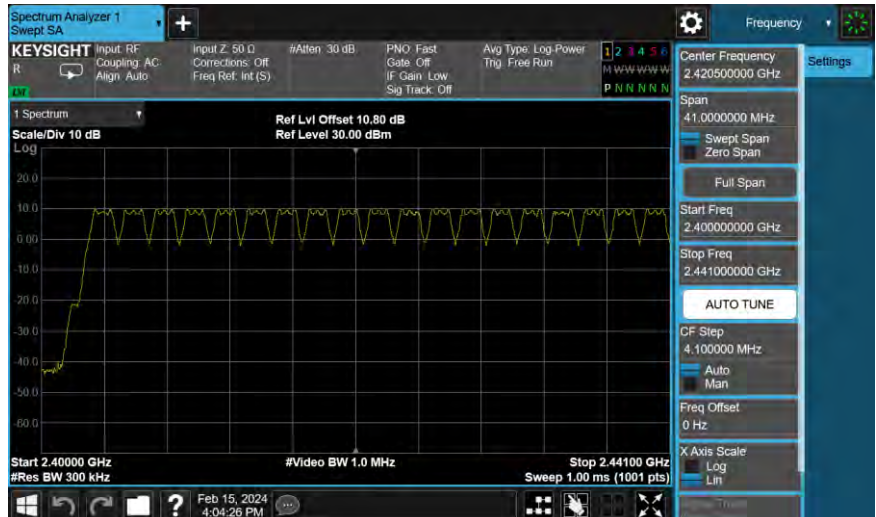 Spectrum Analyzer 1
Swept SA
Frequency
KEYSIGHT
R
Input: RF
Coupling: AC
Align: Auto
Input Z: 50 Ω
Corrections: Off
Freq Ref: Int (S)
#Atten: 30 dB
PNO: Fast
Gate: Off
IF Gain: Low
Sig Track: Off
Avg Type: Log-Power
Trig: Free Run
1 2 3 4 5 6
M W W W W W
P N N N N N
Center Frequency
2.420500000 GHz
Settings
Span
41.0000000 MHz
Swept Span
Zero Span
Full Span
Start Freq
2.400000000 GHz
Stop Freq
2.441000000 GHz
AUTO TUNE
CF Step
4.100000 MHz
Auto
Man
Freq Offset
0 Hz
X Axis Scale
Log
Lin
1 Spectrum
Scale/Div 10 dB
Ref Lvl Offset 10.80 dB
Ref Level 30.00 dBm
Log
20.0
10.0
0.00
-10.0
-20.0
-30.0
-40.0
-50.0
-60.0
Start 2.40000 GHz
#Res BW 300 kHz
#Video BW 1.0 MHz
Stop 2.44100 GHz
Sweep 1.00 ms (1001 pts)
?
Feb 15, 2024
4:04:26 PM